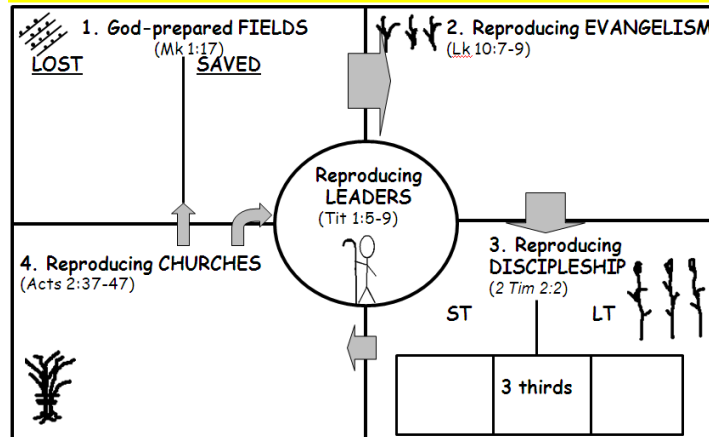 1. God-prepared FIELDS
(Mk 1:17)
LOST
SAVED
2. Reproducing EVANGELISM
(Lk 10:7-9)
Reproducing
LEADERS
(Tit 1:5-9)
3. Reproducing
DISCIPLESHIP
(2 Tim 2:2)
ST
LT
3 thirds
4. Reproducing CHURCHES
(Acts 2:37-47)